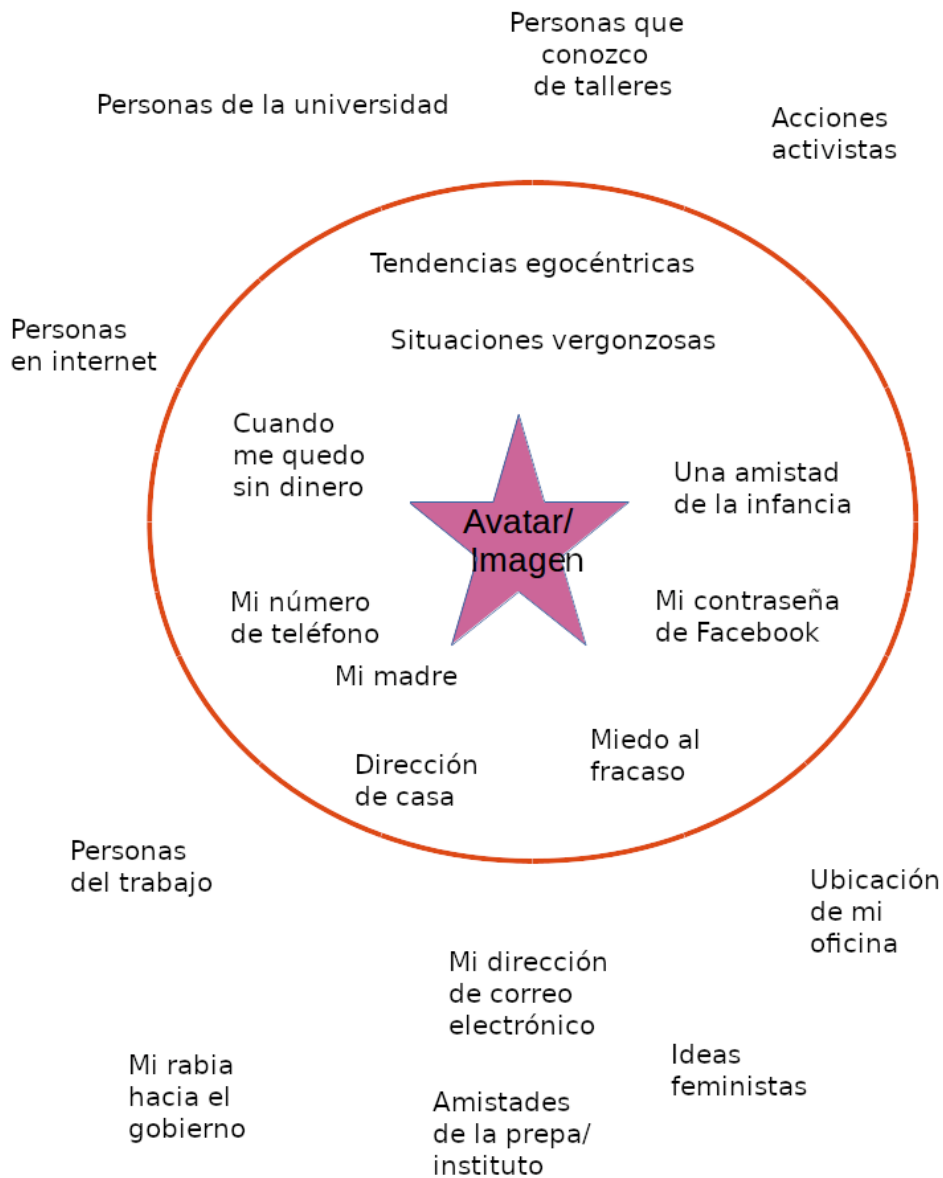 Personas que
conozco
de talleres
Personas de la universidad
Acciones
activistas
Tendencias egocéntricas
Situaciones vergonzosas
Personas
en internet
Cuando
me quedo
sin dinero
Una amistad
de la infancia
Avatar/
Imagen
Mi número
de teléfono
Mi contraseña
de Facebook
Mi madre
Miedo al
fracaso
Dirección
de casa
Personas
del trabajo
Ubicación
de mi
oficina
Mi dirección
de correo
electrónico
Ideas
feministas
Mi rabia
hacia el
gobierno
Amistades
de la prepa/
instituto